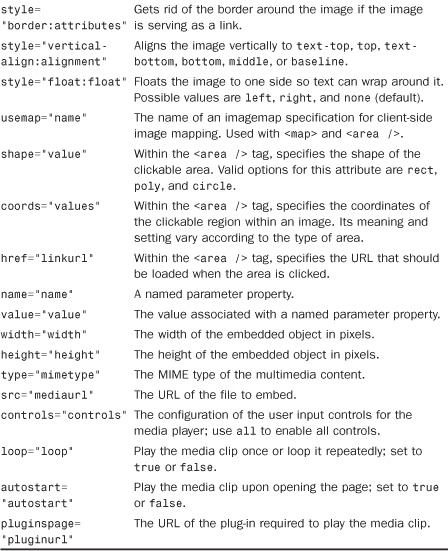 style= Gets rid of the border around the image if the image
"border:attributes" is serving as a link.
style="vertical- Aligns the image vertically to text-top, top, text-
align:alignment" bottom, bottom, middle, or baseline.
style="float:float" Floats the image to one side so text can wrap around it.
Possible values are left, right, and none (default).
usemap="name" The name of an imagemap specification for client-side
image mapping. Used with <map> and <area />.
shape="value" Within the <area /> tag, specifies the shape of the
clickable area. Valid options for this attribute are rect,
poly, and circle.
coords="values" Within the <area /> tag, specifies the coordinates of
the clickable region within an image. Its meaning and
setting vary according to the type of area.
href="linkurl" Within the <area /> tag, specifies the URL that should
be loaded when the area is clicked.
name="name" A named parameter property.
value="value" The value associated with a named parameter property.
width="width" The width of the embedded object in pixels.
height="height" The height of the embedded object in pixels.
type="mimetype" The MIME type of the multimedia content.
src="mediaurl" The URL of the file to embed.
controls="controls" The configuration of the user input controls for the
media player; use all to enable all controls.
loop="loop" Play the media clip once or loop it repeatedly; set to
true or false.
autostart= Play the media clip upon opening the page; set to true
"autostart" or false.
pluginspage= The URL of the plug-in required to play the media clip.
"pluginurl"